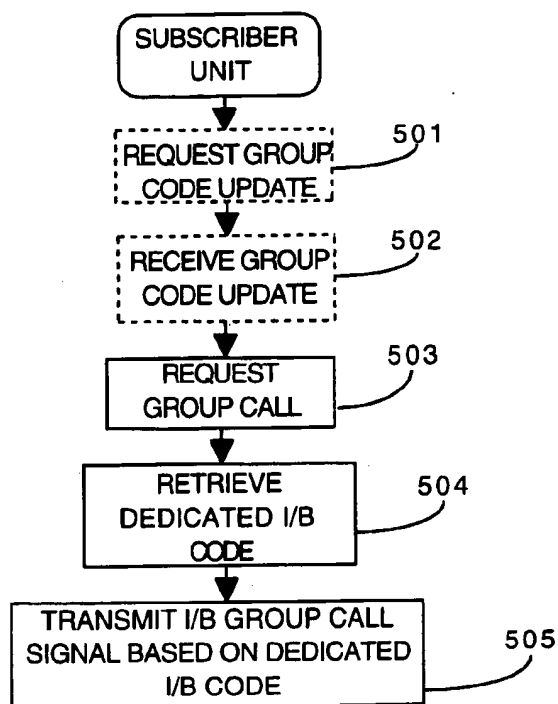 SUBSCRIBER
UNIT
501
REQUEST GROUP
CODE UPDATE
502
RECEIVE GROUP
CODE UPDATE
503
REQUEST
GROUP CALL
504
RETRIEVE
DEDICATED I/B
CODE
TRANSMIT I/B GROUP CALL
SIGNAL BASED ON DEDICATED
I/B CODE
505